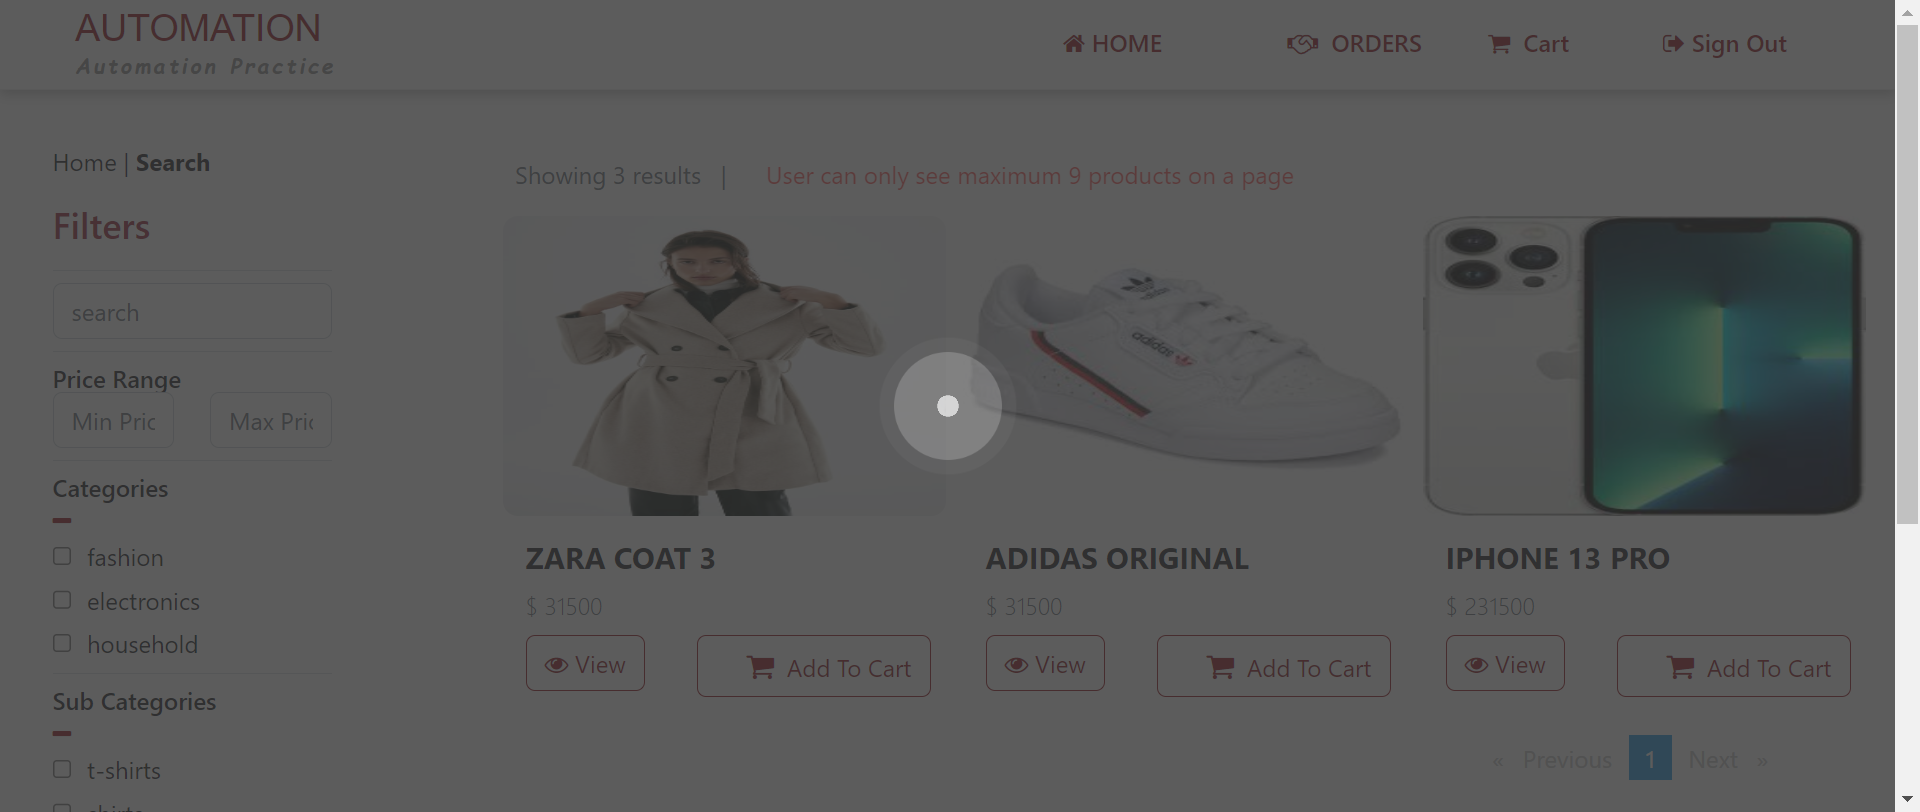 AUTOMATION
Automation Practice
HOME
ORDERS
Cart
Sign Out
Home | Search
Showing 3 results |
User can only see maximum 9 products on a page
Filters
search
Price Range
Min Pric
Max Pric
Categories
fashion
electronics
household
Sub Categories
t-shirts
shirts
adidas
adidas
ZARA COAT 3
$ 31500
View
Add To Cart
ADIDAS ORIGINAL
$ 31500
View
Add To Cart
IPHONE 13 PRO
$ 231500
View
Add To Cart
« Previous 1 Next »